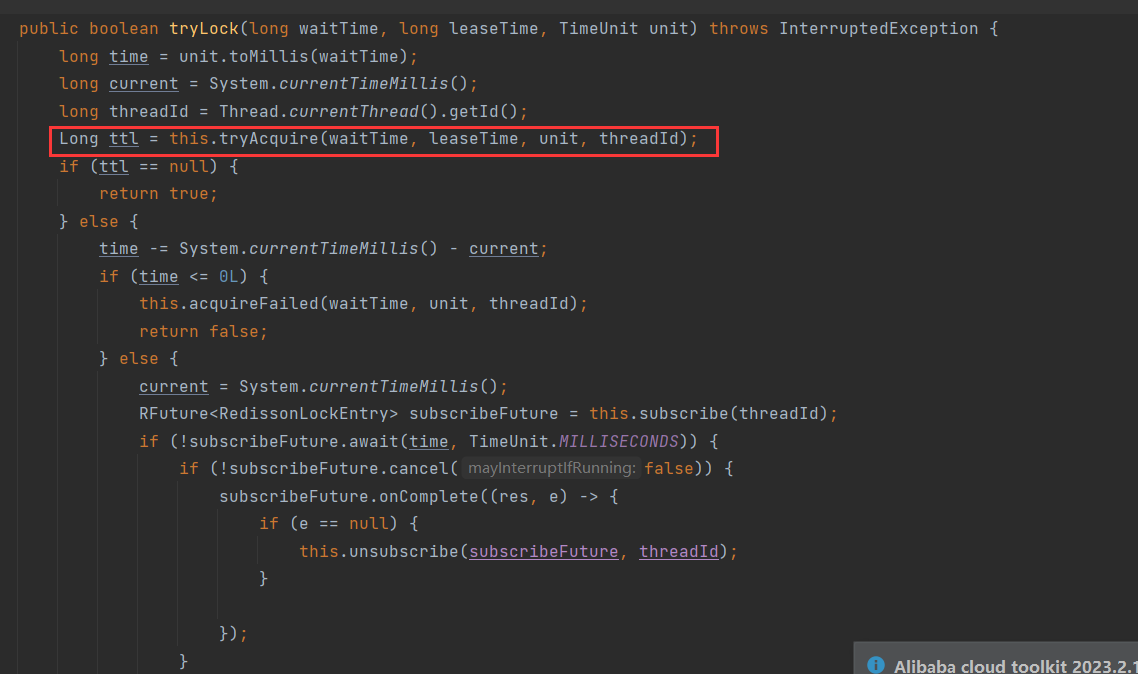 public boolean tryLock(long waitTime, long leaseTime, TimeUnit unit) throws InterruptedException {
long time = unit.toMillis(waitTime);
long current = System.currentTimeMillis();
long threadId = Thread.currentThread().getId();
Long ttl = this.tryAcquire(waitTime, leaseTime, unit, threadId);
if (ttl == null) {
return true;
} else {
time -= System.currentTimeMillis() - current;
if (time <= 0L) {
this.acquireFailed(waitTime, unit, threadId);
return false;
} else {
current = System.currentTimeMillis();
RFuture<RedissonLockEntry> subscribeFuture = this.subscribe(threadId);
if (!subscribeFuture.await(time, TimeUnit.MILLISECONDS)) {
if (!subscribeFuture.cancel( mayInterruptIfRunning: false)) {
subscribeFuture.onComplete((res, e) -> {
if (e == null) {
this.unsubscribe(subscribeFuture, threadId);
}
});
}
Alibaba cloud toolkit 2023.2.1